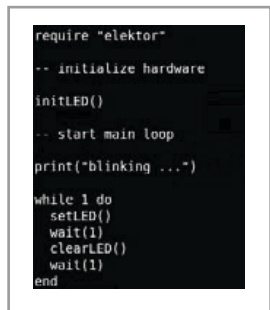 require "elektor"
-- initialize hardware
initLED()
-- start main loop
print("blinking ...")
while 1 do
setLED()
wait(1)
clearLED()
wait(1)
end